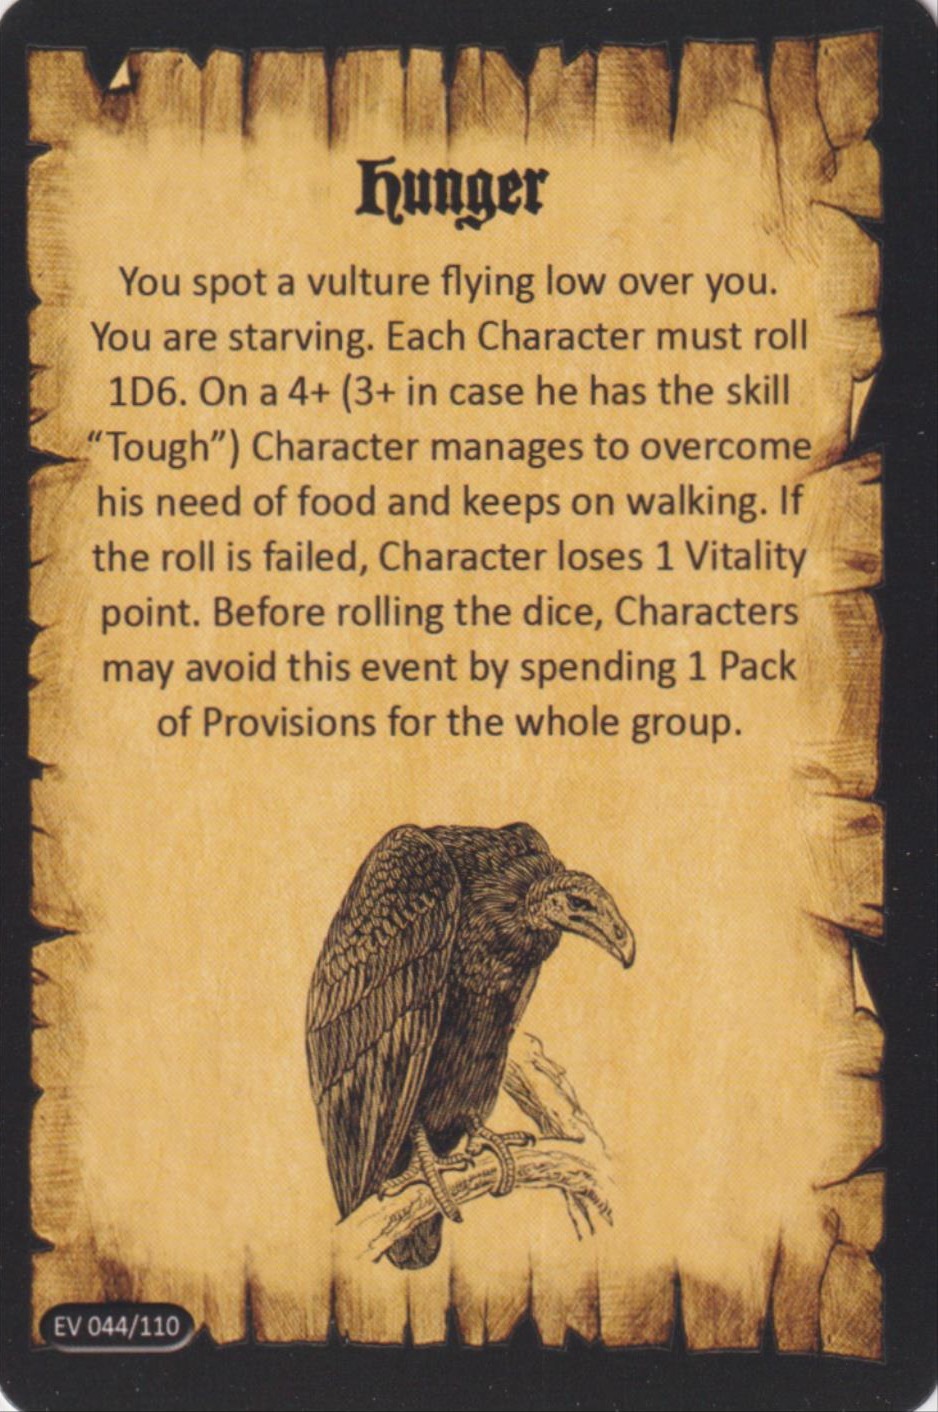 Hunger
You spot a vulture flying low over you.
You are starving. Each Character must roll
1D6. On a 4+ (3+ in case he has the skill
“Tough”) Character manages to overcome
his need of food and keeps on walking. If
the roll is failed, Character loses 1 Vitality
point. Before rolling the dice, Characters
may avoid this event by spending 1 Pack
of Provisions for the whole group.
EV 044/110